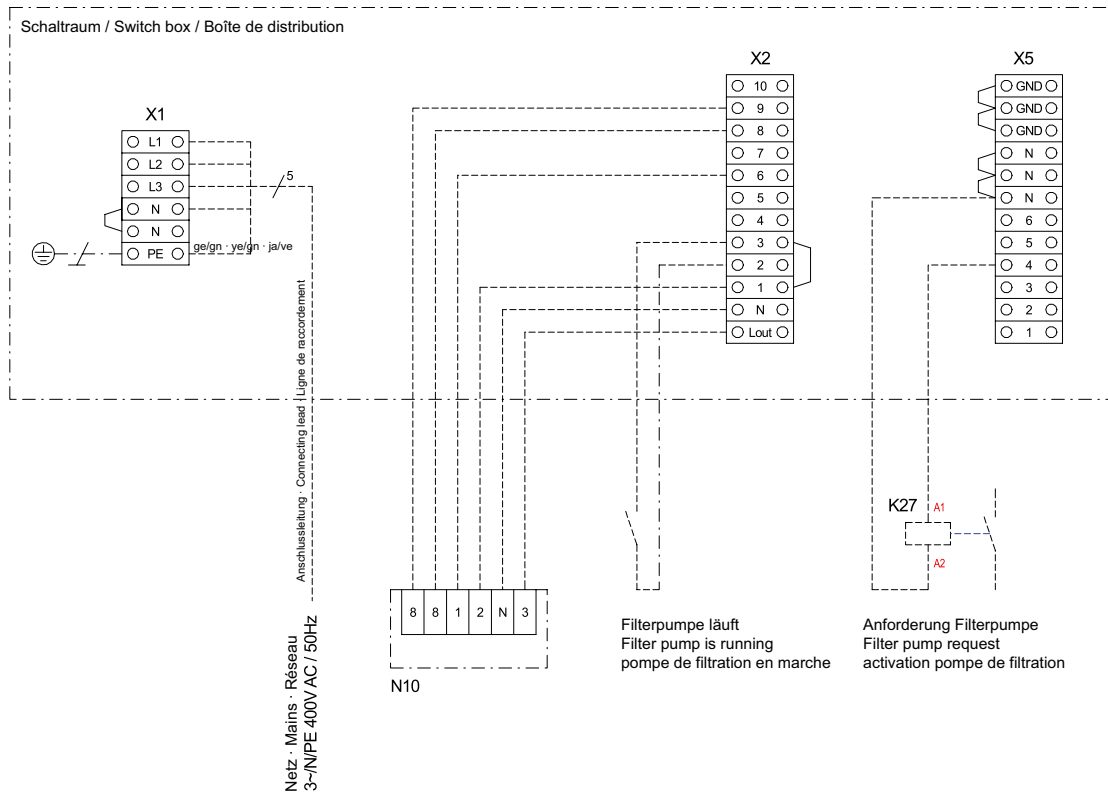 Schaltraum / Switch box / Boîte de distribution
X1
L1
L2
L3
N
N
PE
5
ge/gn · ye/gn · ja/ve
Anschlussleitung · Connecting lead · Ligne de raccordement
Netz · Mains · Réseau
3~/N/PE 400V AC / 50Hz
X2
10
9
8
7
6
5
4
3
2
1
N
Lout
X5
GND
GND
GND
N
N
N
6
5
4
3
2
1
8 8 1 2 N 3
N10
Filterpumpe läuft
Filter pump is running
pompe de filtration en marche
K27
A1
A2
Anforderung Filterpumpe
Filter pump request
activation pompe de filtration